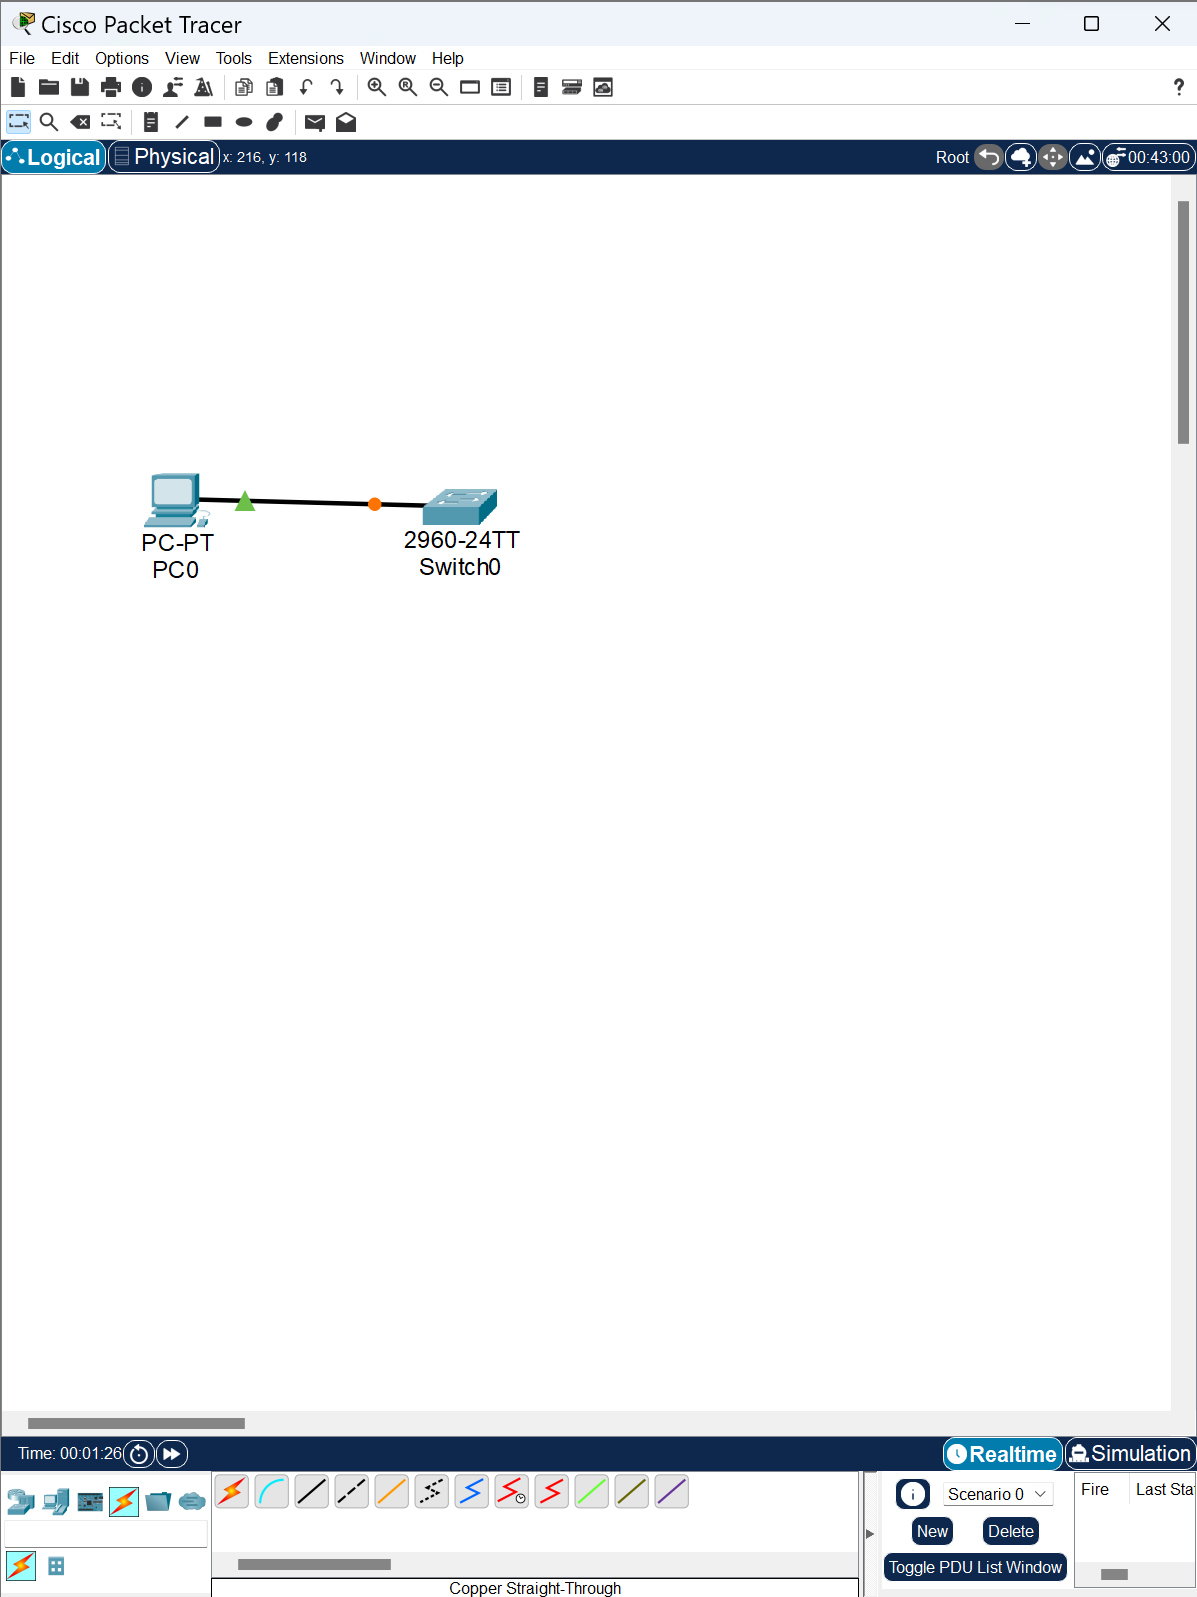 Cisco Packet Tracer
File Edit Options View Tools Extensions Window Help
?
Logical Physical x: 216, y: 118 Root 00:43:00
PC-PT
PC0
2960-24TT
Switch0
Time: 00:01:26 Realtime Simulation
Scenario 0 Fire Last Sta
New Delete
Toggle PDU List Window
Copper Straight-Through